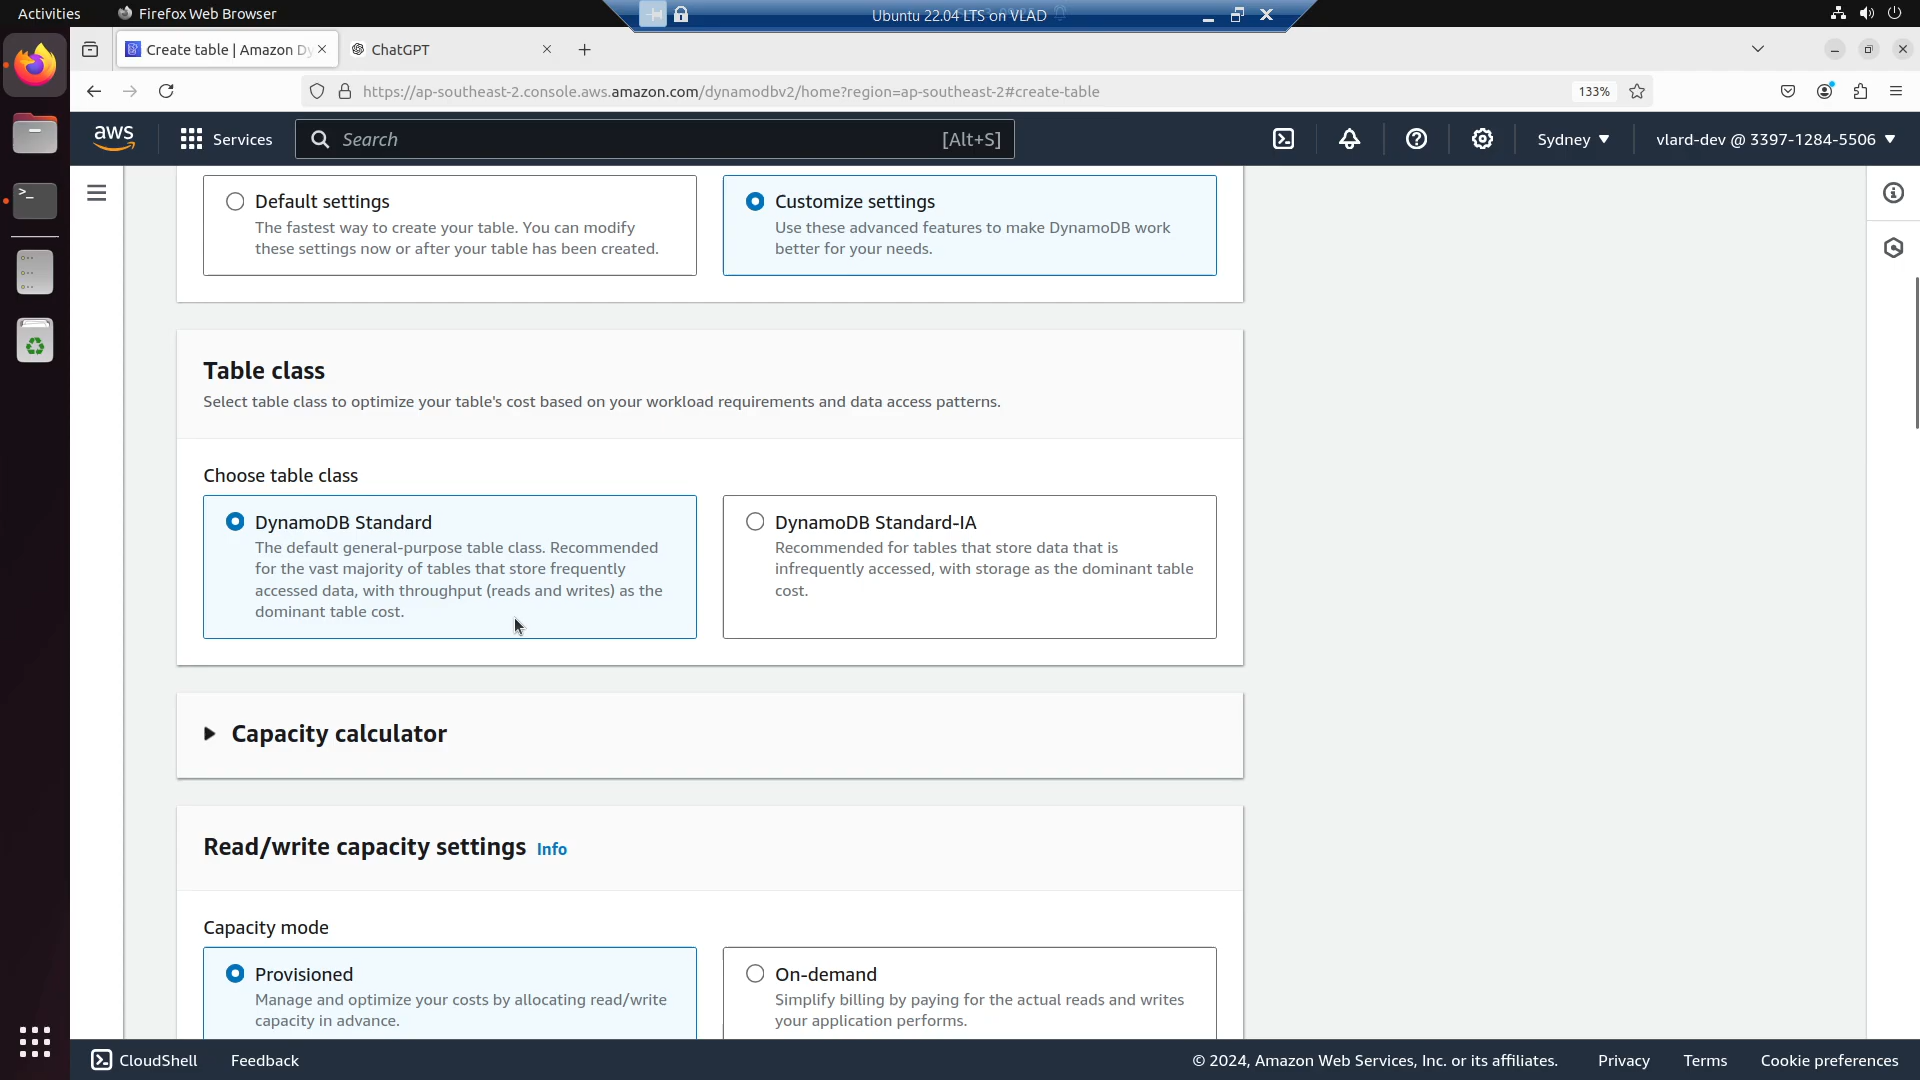 Activities
Firefox Web Browser
Ubuntu 22.04 LTS on VLAD
Create table | Amazon Dy
ChatGPT
https://ap-southeast-2.console.aws.amazon.com/dynamodbv2/home?region=ap-southeast-2#create-table
133%
aws
Services
Search
[Alt+S]
Sydney
vlard-dev @ 3397-1284-5506
Default settings
The fastest way to create your table. You can modify
these settings now or after your table has been created.
Customize settings
Use these advanced features to make DynamoDB work
better for your needs.
Table class
Select table class to optimize your table's cost based on your workload requirements and data access patterns.
Choose table class
DynamoDB Standard
The default general-purpose table class. Recommended
for the vast majority of tables that store frequently
accessed data, with throughput (reads and writes) as the
dominant table cost.
DynamoDB Standard-IA
Recommended for tables that store data that is
infrequently accessed, with storage as the dominant table
cost.
Capacity calculator
Read/write capacity settings Info
Capacity mode
Provisioned
Manage and optimize your costs by allocating read/write
capacity in advance.
On-demand
Simplify billing by paying for the actual reads and writes
your application performs.
CloudShell
Feedback
© 2024, Amazon Web Services, Inc. or its affiliates.
Privacy
Terms
Cookie preferences